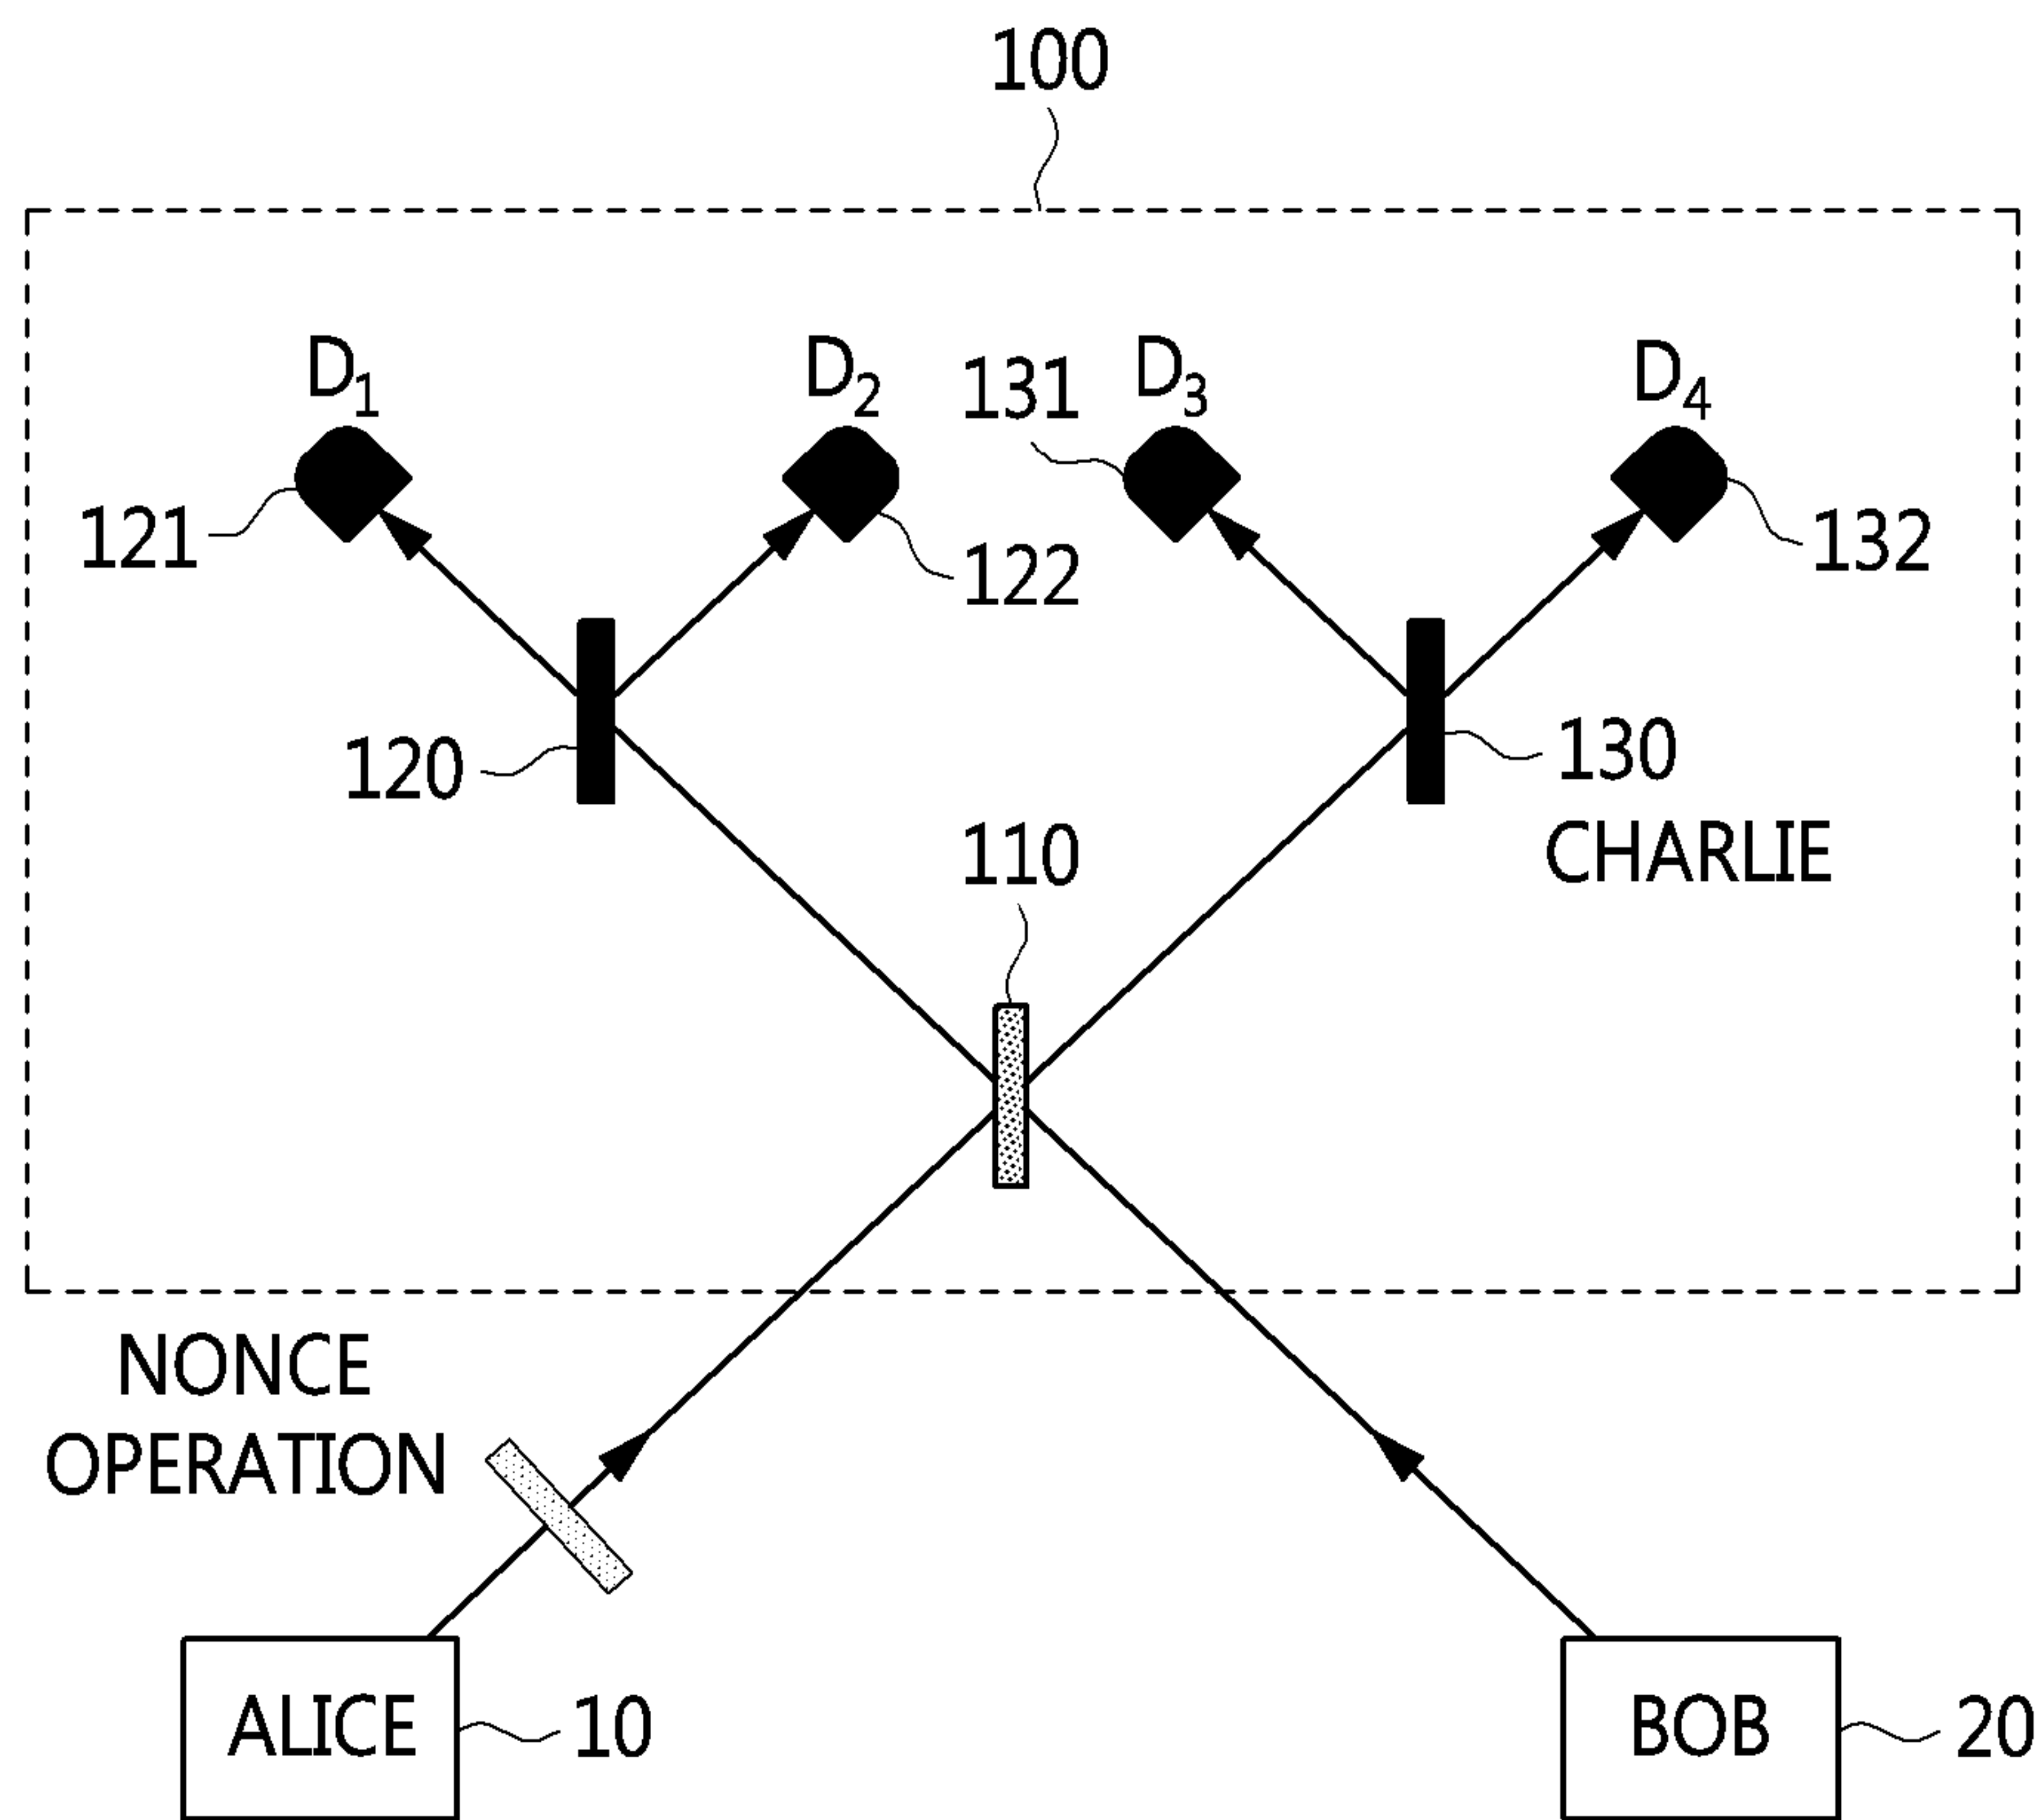 100
D1
D2
131
D3
D4
121
122
132
120
130
CHARLIE
110
NONCE
OPERATION
ALICE
10
BOB
20